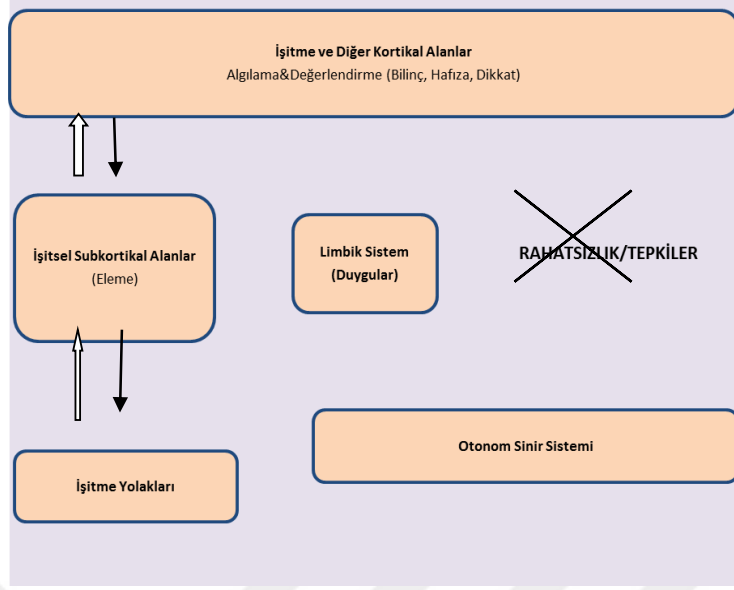 İşitme ve Diğer Kortikal Alanlar
Algılama&Değerlendirme (Bilinç, Hafıza, Dikkat)
İşitsel Subkortikal Alanlar
(Eleme)
Limbik Sistem
(Duygular)
RAHATSIZLIK/TEPKİLER
Otonom Sinir Sistemi
İşitme Yolakları